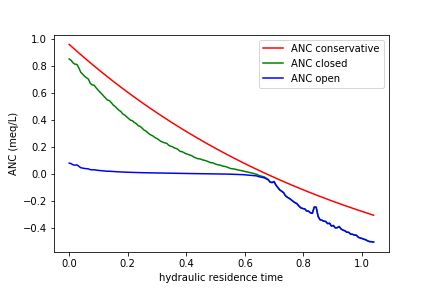 1.0
0.8
0.6
0.4
0.2
0.0
−0.2
−0.4
ANC (meq/L)
ANC conservative
ANC closed
ANC open
0.0 0.2 0.4 0.6 0.8 1.0
hydraulic residence time